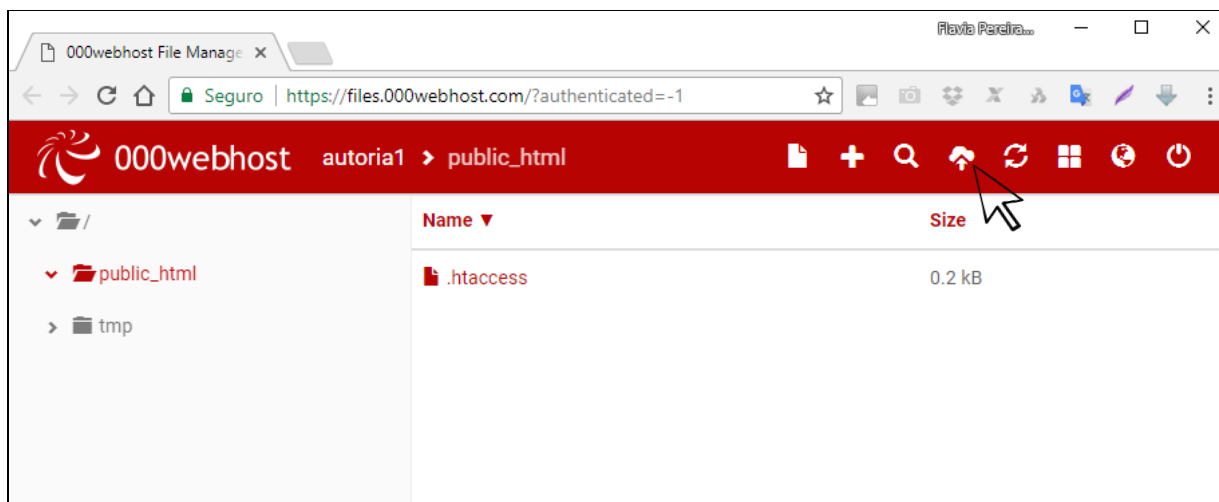 Flavia Pereira...
000webhost File Manage
Seguro | https://files.000webhost.com/?authenticated=-1
000webhost autoria1 > public_html
/
Name ▼ Size
public_html
.htaccess 0.2 kB
tmp